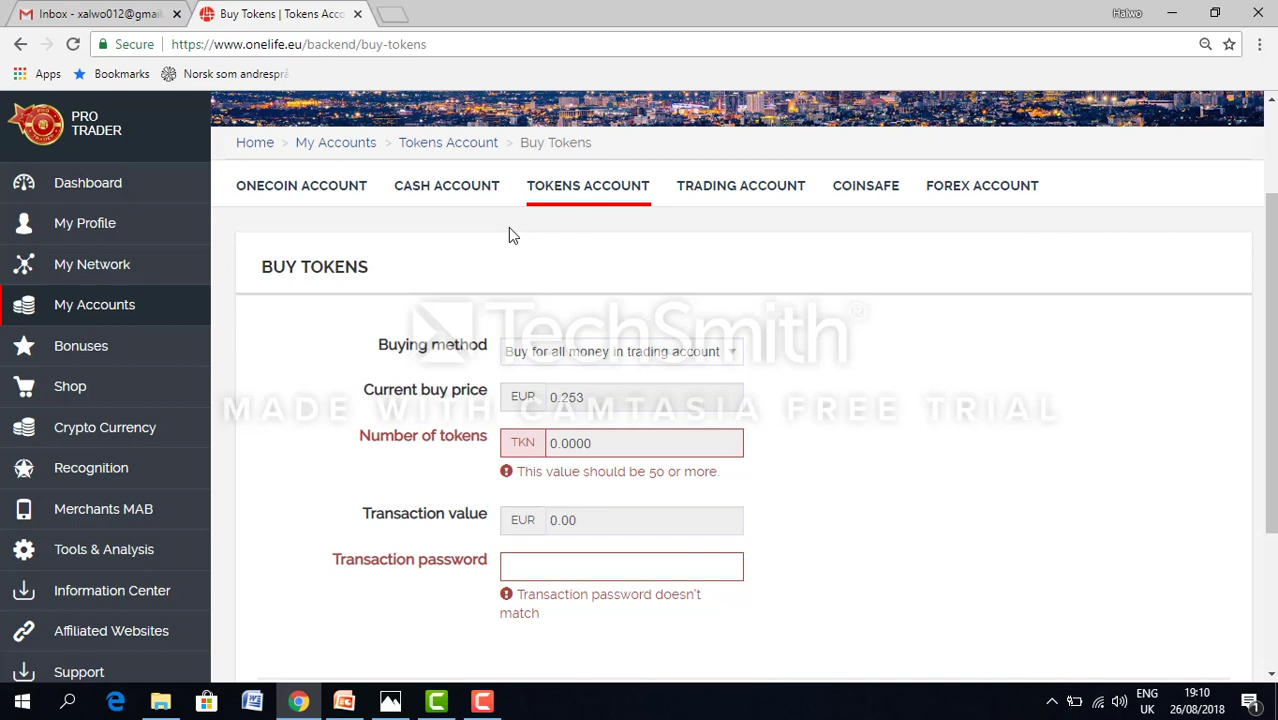 Inbox - xalwo012@gmail
Buy Tokens | Tokens Acco
Halwo
Secure
https://www.onelife.eu/backend/buy-tokens
Apps
Bookmarks
Norsk som andresprå
PRO
TRADER
Home > My Accounts > Tokens Account > Buy Tokens
ONECOIN ACCOUNT
CASH ACCOUNT
TOKENS ACCOUNT
TRADING ACCOUNT
COINSAFE
FOREX ACCOUNT
Dashboard
My Profile
My Network
My Accounts
Bonuses
Shop
Crypto Currency
Recognition
Merchants MAB
Tools & Analysis
Information Center
Affiliated Websites
Support
BUY TOKENS
Buying method
Buy for all money in trading account
Current buy price
EUR 0.253
Number of tokens
TKN 0.0000
This value should be 50 or more.
Transaction value
EUR 0.00
Transaction password
Transaction password doesn't
match
TechSmith®
MADE WITH CAMTASIA FREE TRIAL
ENG
UK
19:10
26/08/2018
1